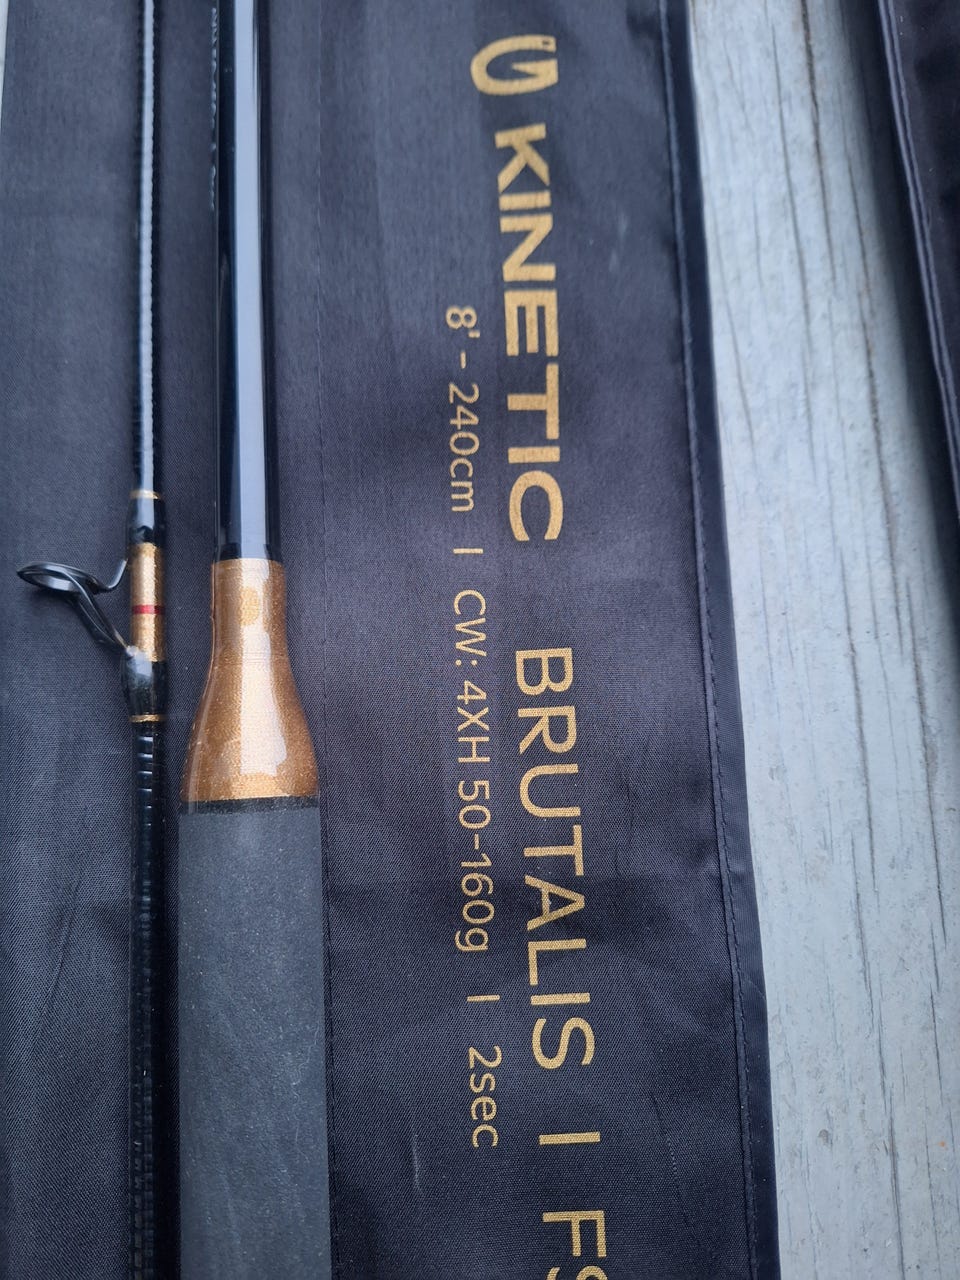 KINETIC BRUTALIS | FS
8' - 240cm | CW: 4XH 50-160g | 2sec